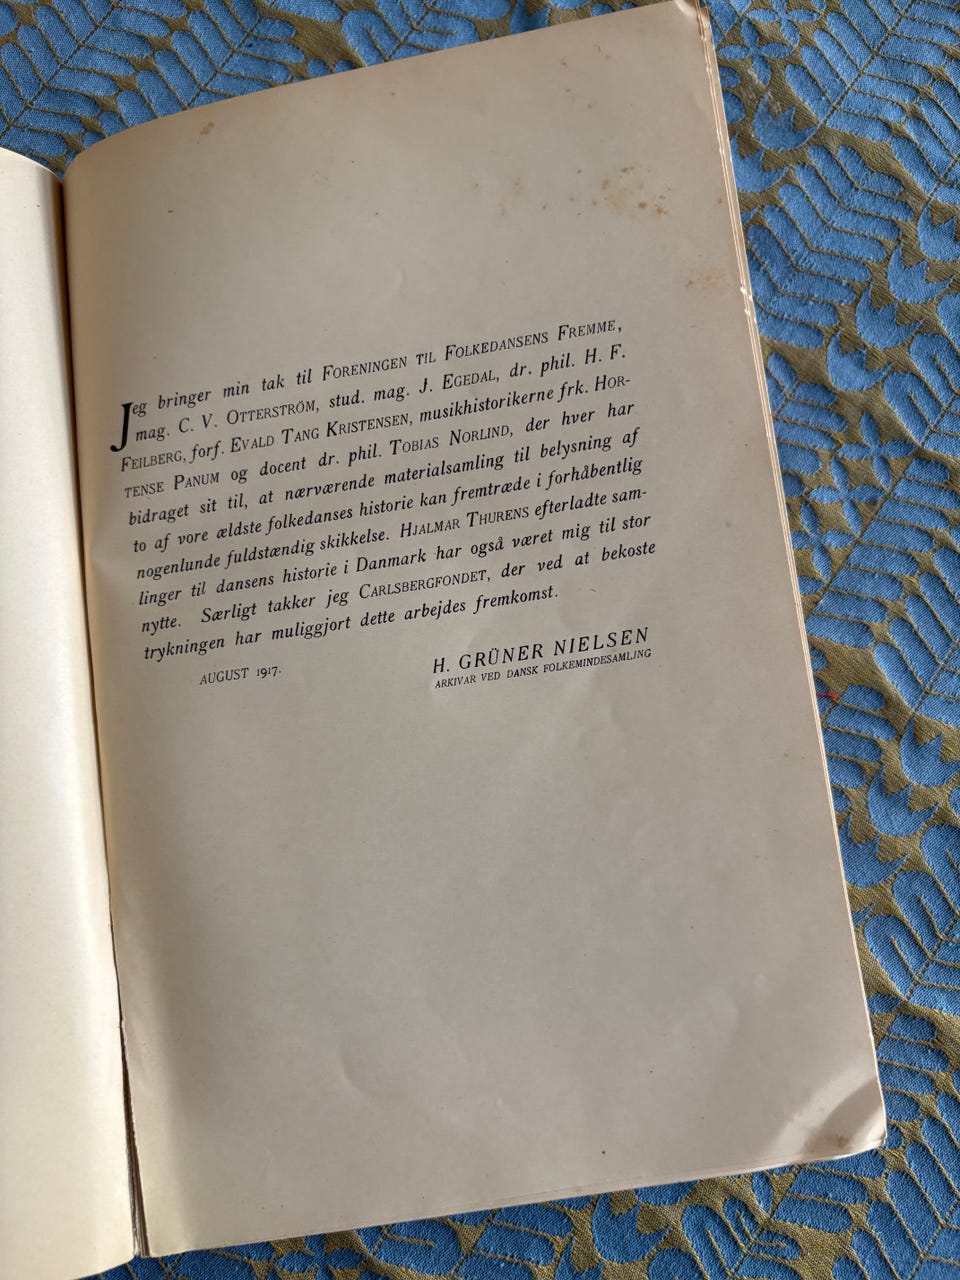 Jeg bringer min tak til FORENINGEN TIL FOLKEDANSENS FREMME,
mag. C. V. OTTERSTRÖM, stud. mag. J. EGEDAL, dr. phil. H. F.
FEILBERG, forf. EVALD TANG KRISTENSEN, musikhistorikerne frk. HOR-
TENSE PANUM og docent dr. phil. TOBIAS NORLIND, der hver har
bidraget sit til, at nærværende materialsamling til belysning af
to af vore ældste folkedanses historie kan fremtræde i forhåbentlig
nogenlunde fuldstændig skikkelse. HJALMAR THURENS efterladte sam-
linger til dansens historie i Danmark har også været mig til stor
nytte. Særligt takker jeg CARLSBERGFONDET, der ved at bekoste
trykningen har muliggjort dette arbejdes fremkomst.
AUGUST 1917.
H. GRÜNER NIELSEN
ARKIVAR VED DANSK FOLKEMINDESAMLING